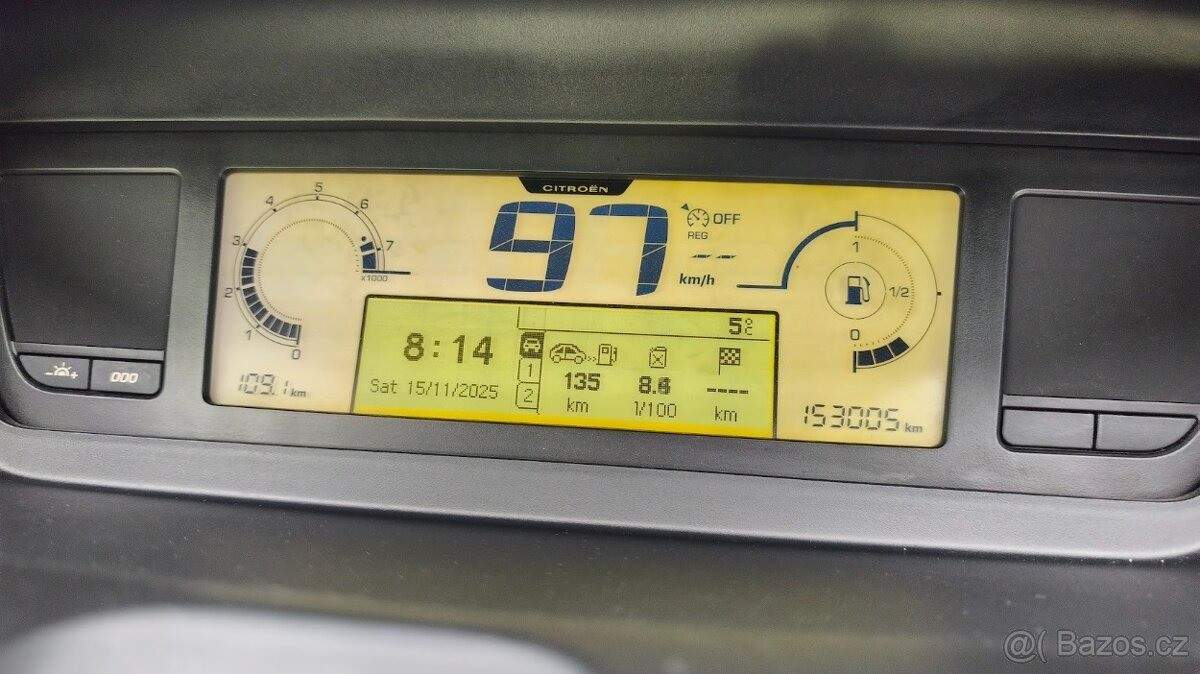 CITROËN
5
4
6
3
7
x1000
2
1
0
97
km/h
OFF
REG
-- --
1
1/2
0
5°C
8:14
Sat 15/11/2025
1
2
135
km
8.4
l/100
----
km
109.1 km
153005 km
- +
000
@( Bazos.cz